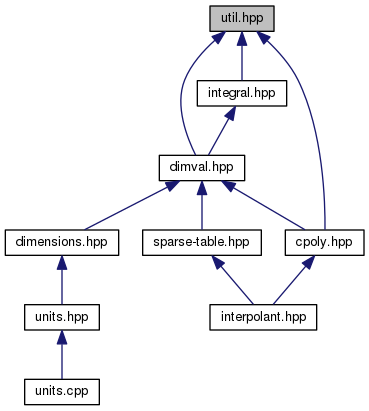 util.hpp
integral.hpp
dimval.hpp
dimensions.hpp
sparse-table.hpp
cpoly.hpp
units.hpp
interpolant.hpp
units.cpp